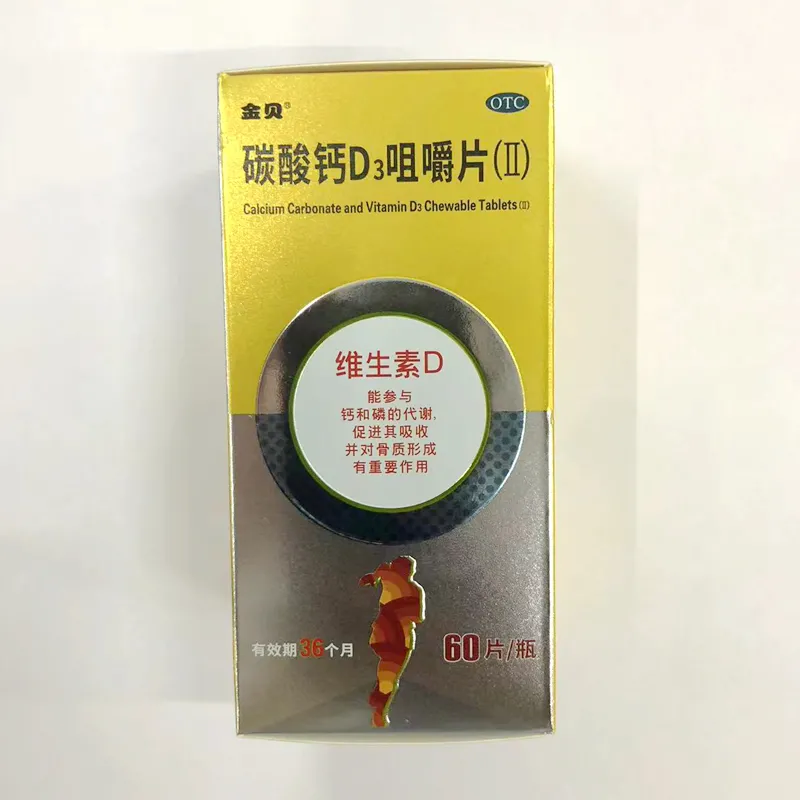 金贝®
OTC
碳酸钙D3咀嚼片(Ⅱ)
Calcium Carbonate and Vitamin D3 Chewable Tablets(Ⅱ)
维生素D
能参与
钙和磷的代谢,
促进其吸收
并对骨质形成
有重要作用
有效期36个月
60片/瓶